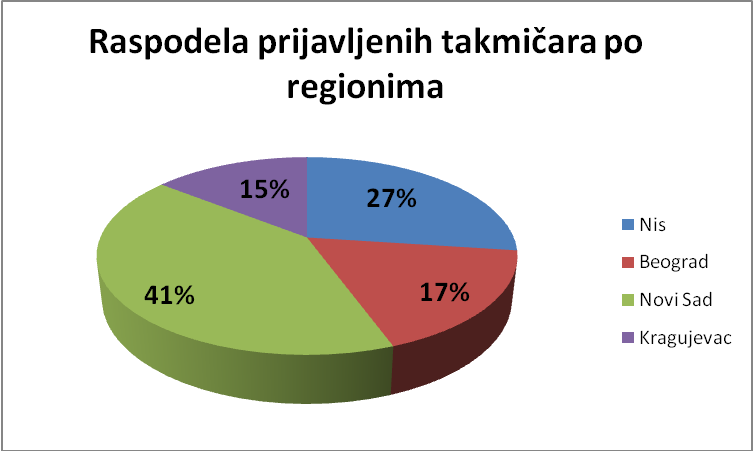 Raspodela prijavljenih takmičara po
regionima
15%
27%
41%
17%
Nis
Beograd
Novi Sad
Kragujevac